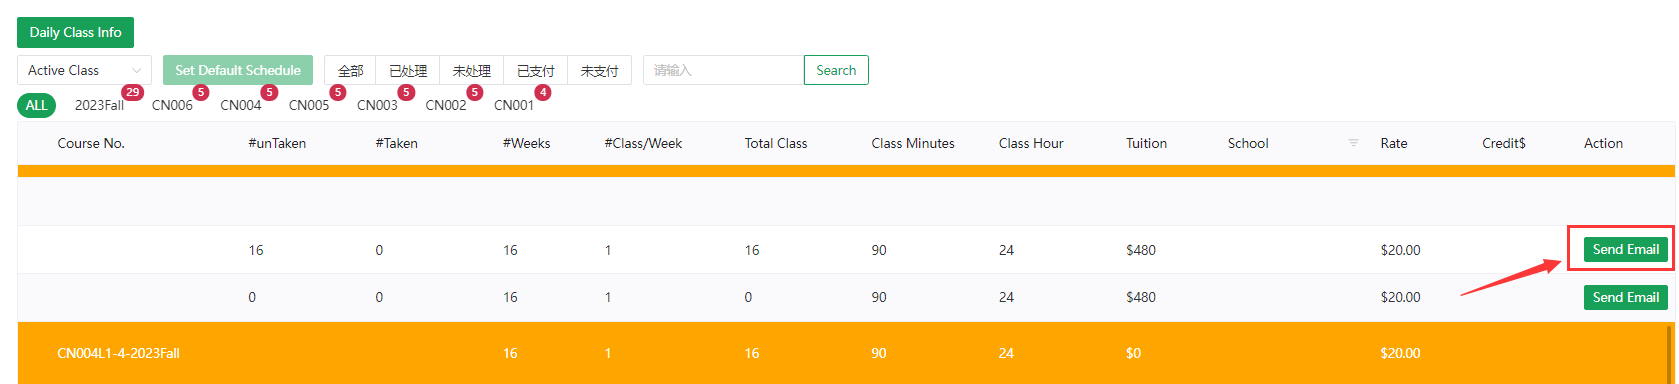 Daily Class Info
Active Class Set Default Schedule 全部 已处理 未处理 已支付 未支付 请输入 Search
29 5 5 5 5 5 4
ALL 2023Fall CN006 CN004 CN005 CN003 CN002 CN001
Course No. #unTaken #Taken #Weeks #Class/Week Total Class Class Minutes Class Hour Tuition School Rate Credit$ Action
16 0 16 1 16 90 24 $480 $20.00 Send Email
0 0 16 1 0 90 24 $480 $20.00 Send Email
CN004L1-4-2023Fall 16 1 16 90 24 $0 $20.00